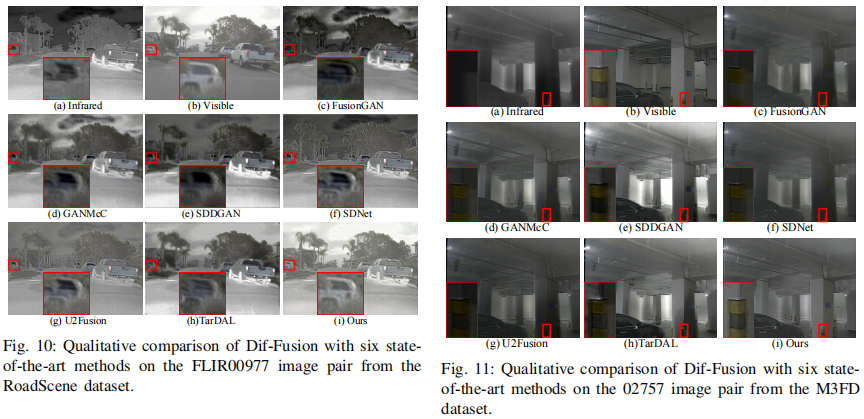 (a) Infrared
(b) Visible
(c) FusionGAN
(d) GANMcC
(e) SDDGAN
(f) SDNet
(g) U2Fusion
(h)TarDAL
(i) Ours
Fig. 10: Qualitative comparison of Dif-Fusion with six state-
of-the-art methods on the FLIR00977 image pair from the
RoadScene dataset.
(a) Infrared
(b) Visible
(c) FusionGAN
(d) GANMcC
(e) SDDGAN
(f) SDNet
(g) U2Fusion
(h)TarDAL
(i) Ours
Fig. 11: Qualitative comparison of Dif-Fusion with six state-
of-the-art methods on the 02757 image pair from the M3FD
dataset.